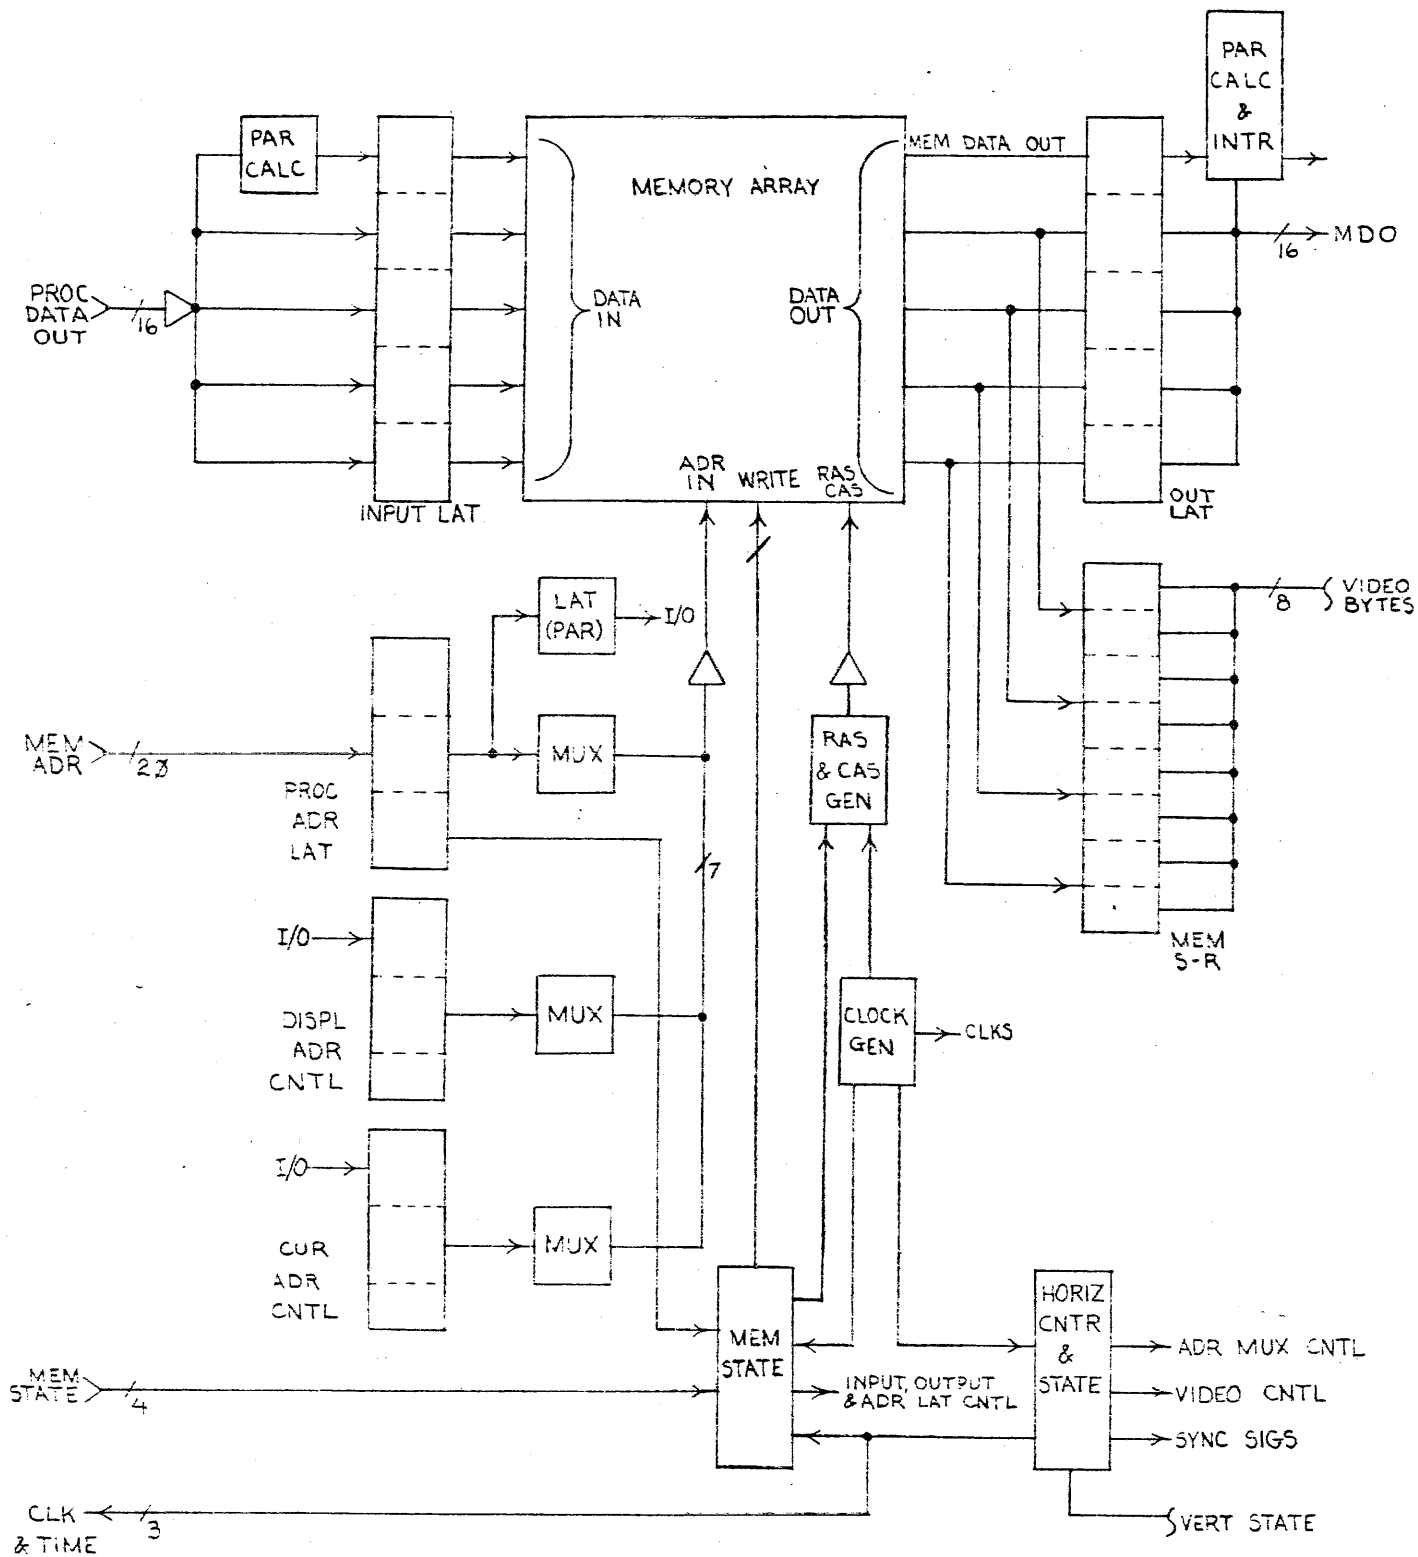 PAR
CALC
&
INTR
PAR
CALC
MEM DATA OUT
MEMORY ARRAY
16
MDO
PROC
DATA
OUT
16
DATA
IN
DATA
OUT
ADR
IN
WRITE
RAS
CAS
INPUT LAT
OUT
LAT
LAT
(PAR)
I/O
8
VIDEO
BYTES
MEM
ADR
20
MUX
RAS
& CAS
GEN
PROC
ADR
LAT
7
I/O
MEM
S-R
DISPL
ADR
CNTL
MUX
CLOCK
GEN
CLKS
I/O
CUR
ADR
CNTL
MUX
MEM
STATE
HORIZ
CNTR
&
STATE
ADR MUX CNTL
MEM
STATE
4
INPUT, OUTPUT
& ADR LAT CNTL
VIDEO CNTL
SYNC SIGS
CLK
& TIME
3
VERT STATE